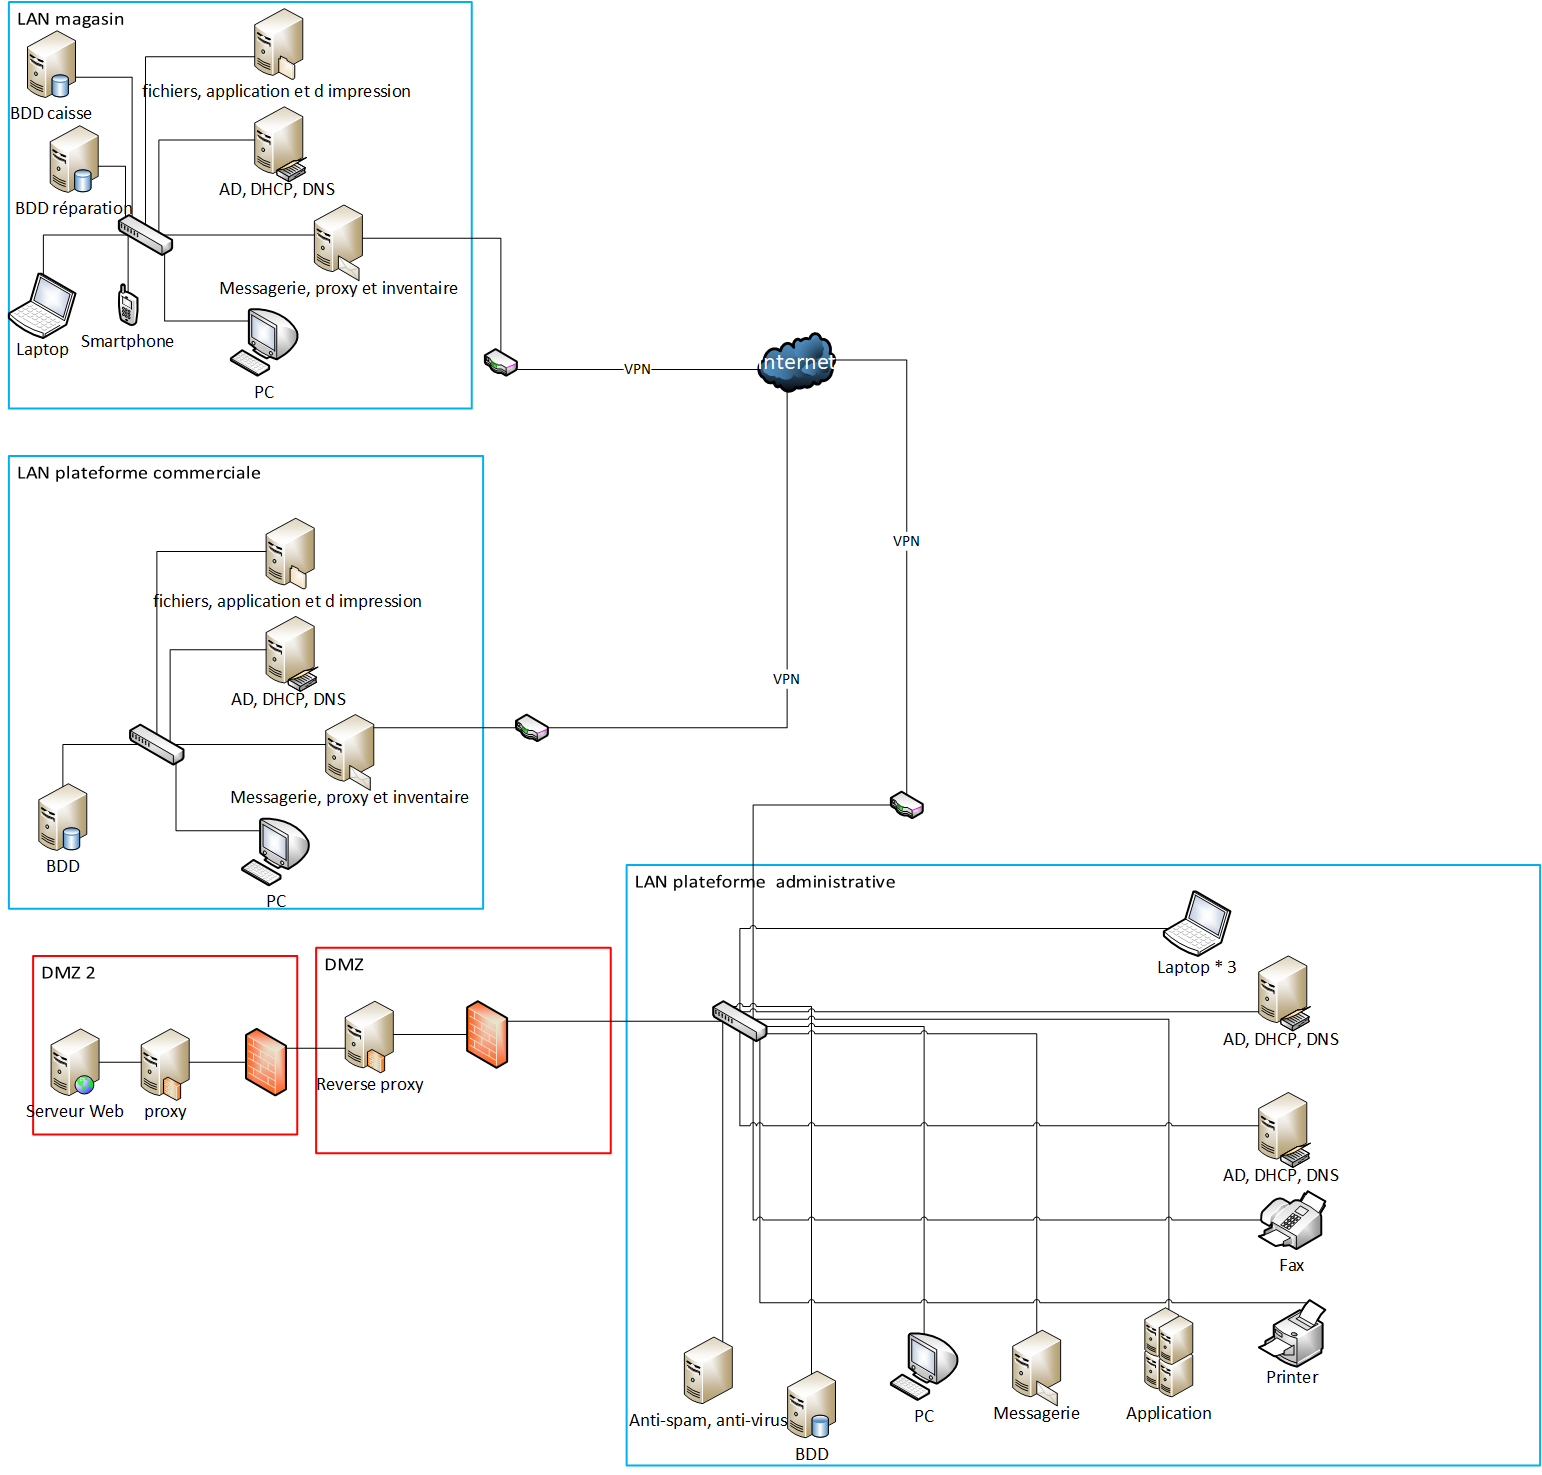 LAN magasin
BDD caisse
fichiers, application et d impression
BDD réparation
AD, DHCP, DNS
Messagerie, proxy et inventaire
Laptop
Smartphone
PC
VPN
Internet
LAN plateforme commerciale
fichiers, application et d impression
AD, DHCP, DNS
Messagerie, proxy et inventaire
BDD
PC
VPN
VPN
DMZ 2
Serveur Web
proxy
DMZ
Reverse proxy
LAN plateforme  administrative
Laptop * 3
AD, DHCP, DNS
AD, DHCP, DNS
Fax
Printer
Anti-spam, anti-virus
BDD
PC
Messagerie
Application